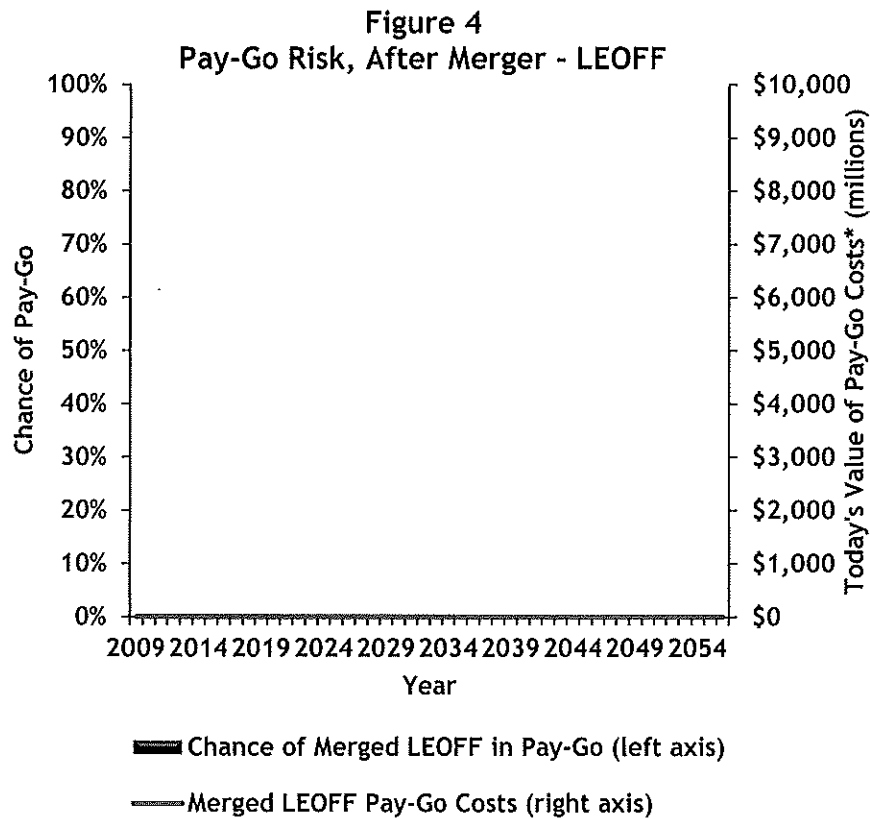 Figure 4
Pay-Go Risk, After Merger - LEOFF
100%
90%
80%
70%
60%
50%
40%
30%
20%
10%
0%
Chance of Pay-Go
$10,000
$9,000
$8,000
$7,000
$6,000
$5,000
$4,000
$3,000
$2,000
$1,000
$0
Today's Value of Pay-Go Costs* (millions)
2009 2014 2019 2024 2029 2034 2039 2044 2049 2054
Year
Chance of Merged LEOFF in Pay-Go (left axis)
Merged LEOFF Pay-Go Costs (right axis)